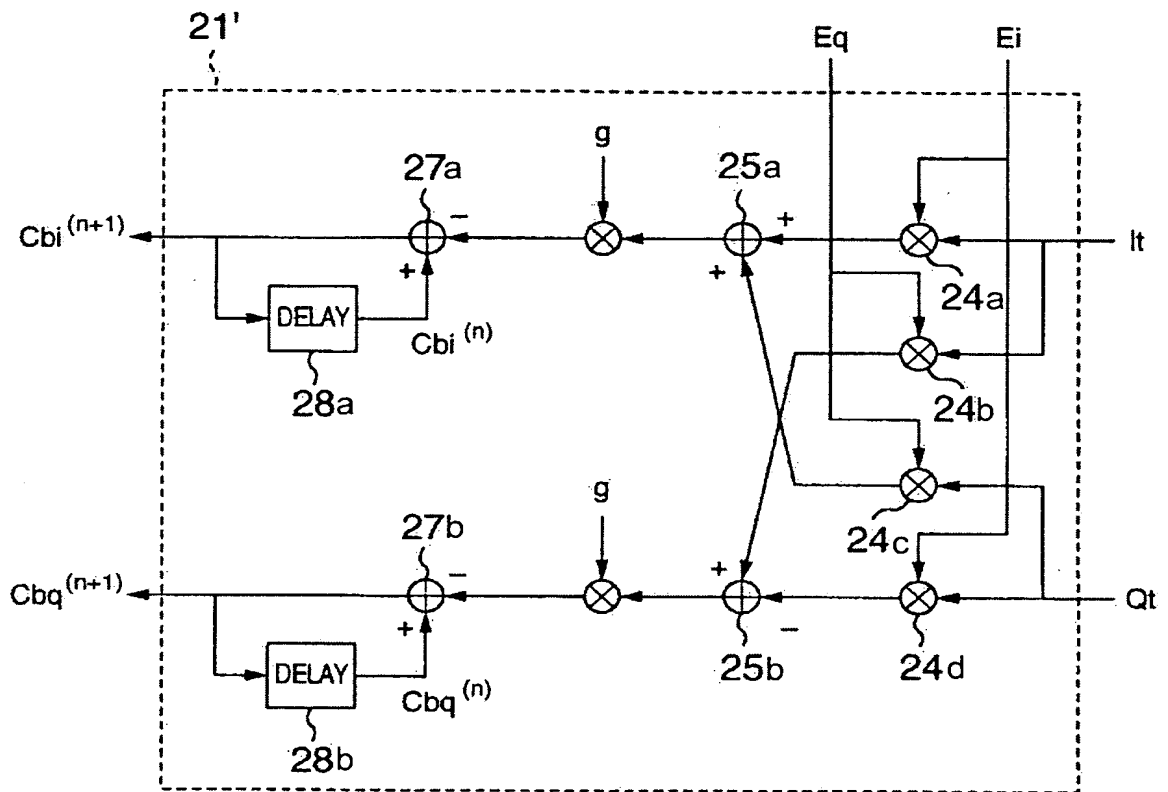 21'
Eq
Ei
g
27a
25a
−
+
Cbi (n+1)
It
+
+
24a
DELAY
Cbi (n)
28a
24b
g
27b
24c
−
+
Cbq (n+1)
Qt
+
−
DELAY
25b
24d
Cbq (n)
28b